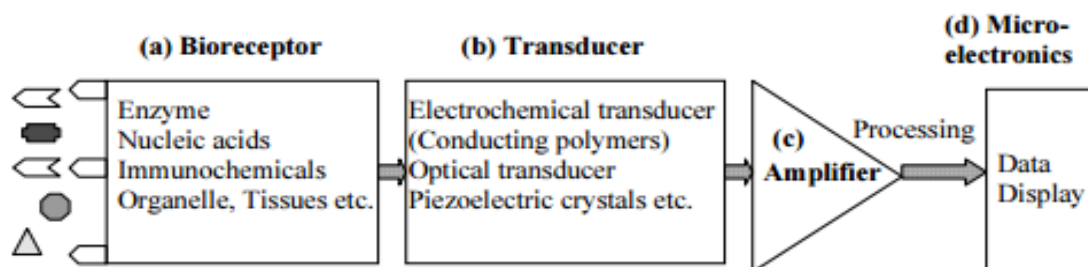 (a) Bioreceptor
(b) Transducer
(d) Micro-
electronics
Enzyme
Nucleic acids
Immunochemicals
Organelle, Tissues etc.
Electrochemical transducer
(Conducting polymers)
Optical transducer
Piezoelectric crystals etc.
(c)
Amplifier
Processing
Data
Display